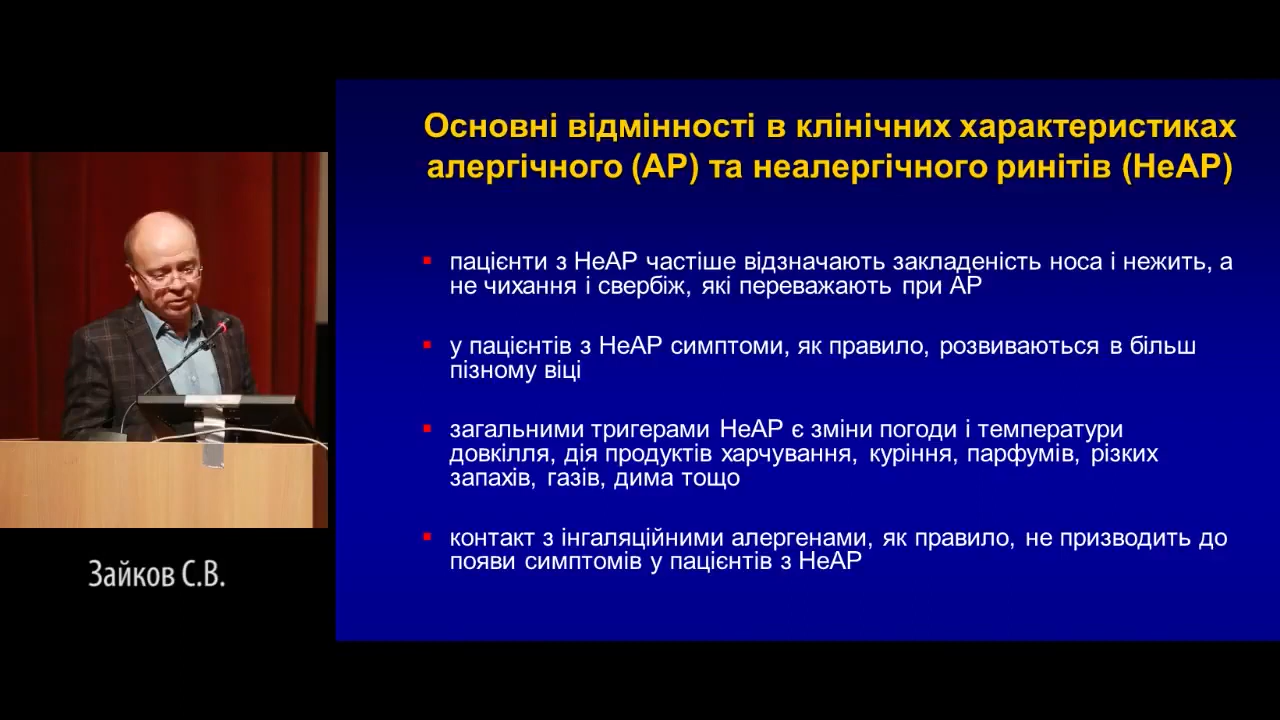 Основні відмінності в клінічних характеристиках
алергічного (АР) та неалергічного ринітів (НеАР)
пацієнти з НеАР частіше відзначають закладеність носа і нежить, а
не чихання і свербіж, які переважають при АР
у пацієнтів з НеАР симптоми, як правило, розвиваються в більш
пізному віці
загальними тригерами НеАР є зміни погоди і температури
довкілля, дія продуктів харчування, куріння, парфумів, різких
запахів, газів, дима тощо
контакт з інгаляційними алергенами, як правило, не призводить до
появи симптомів у пацієнтів з НеАР
Зайков С.В.